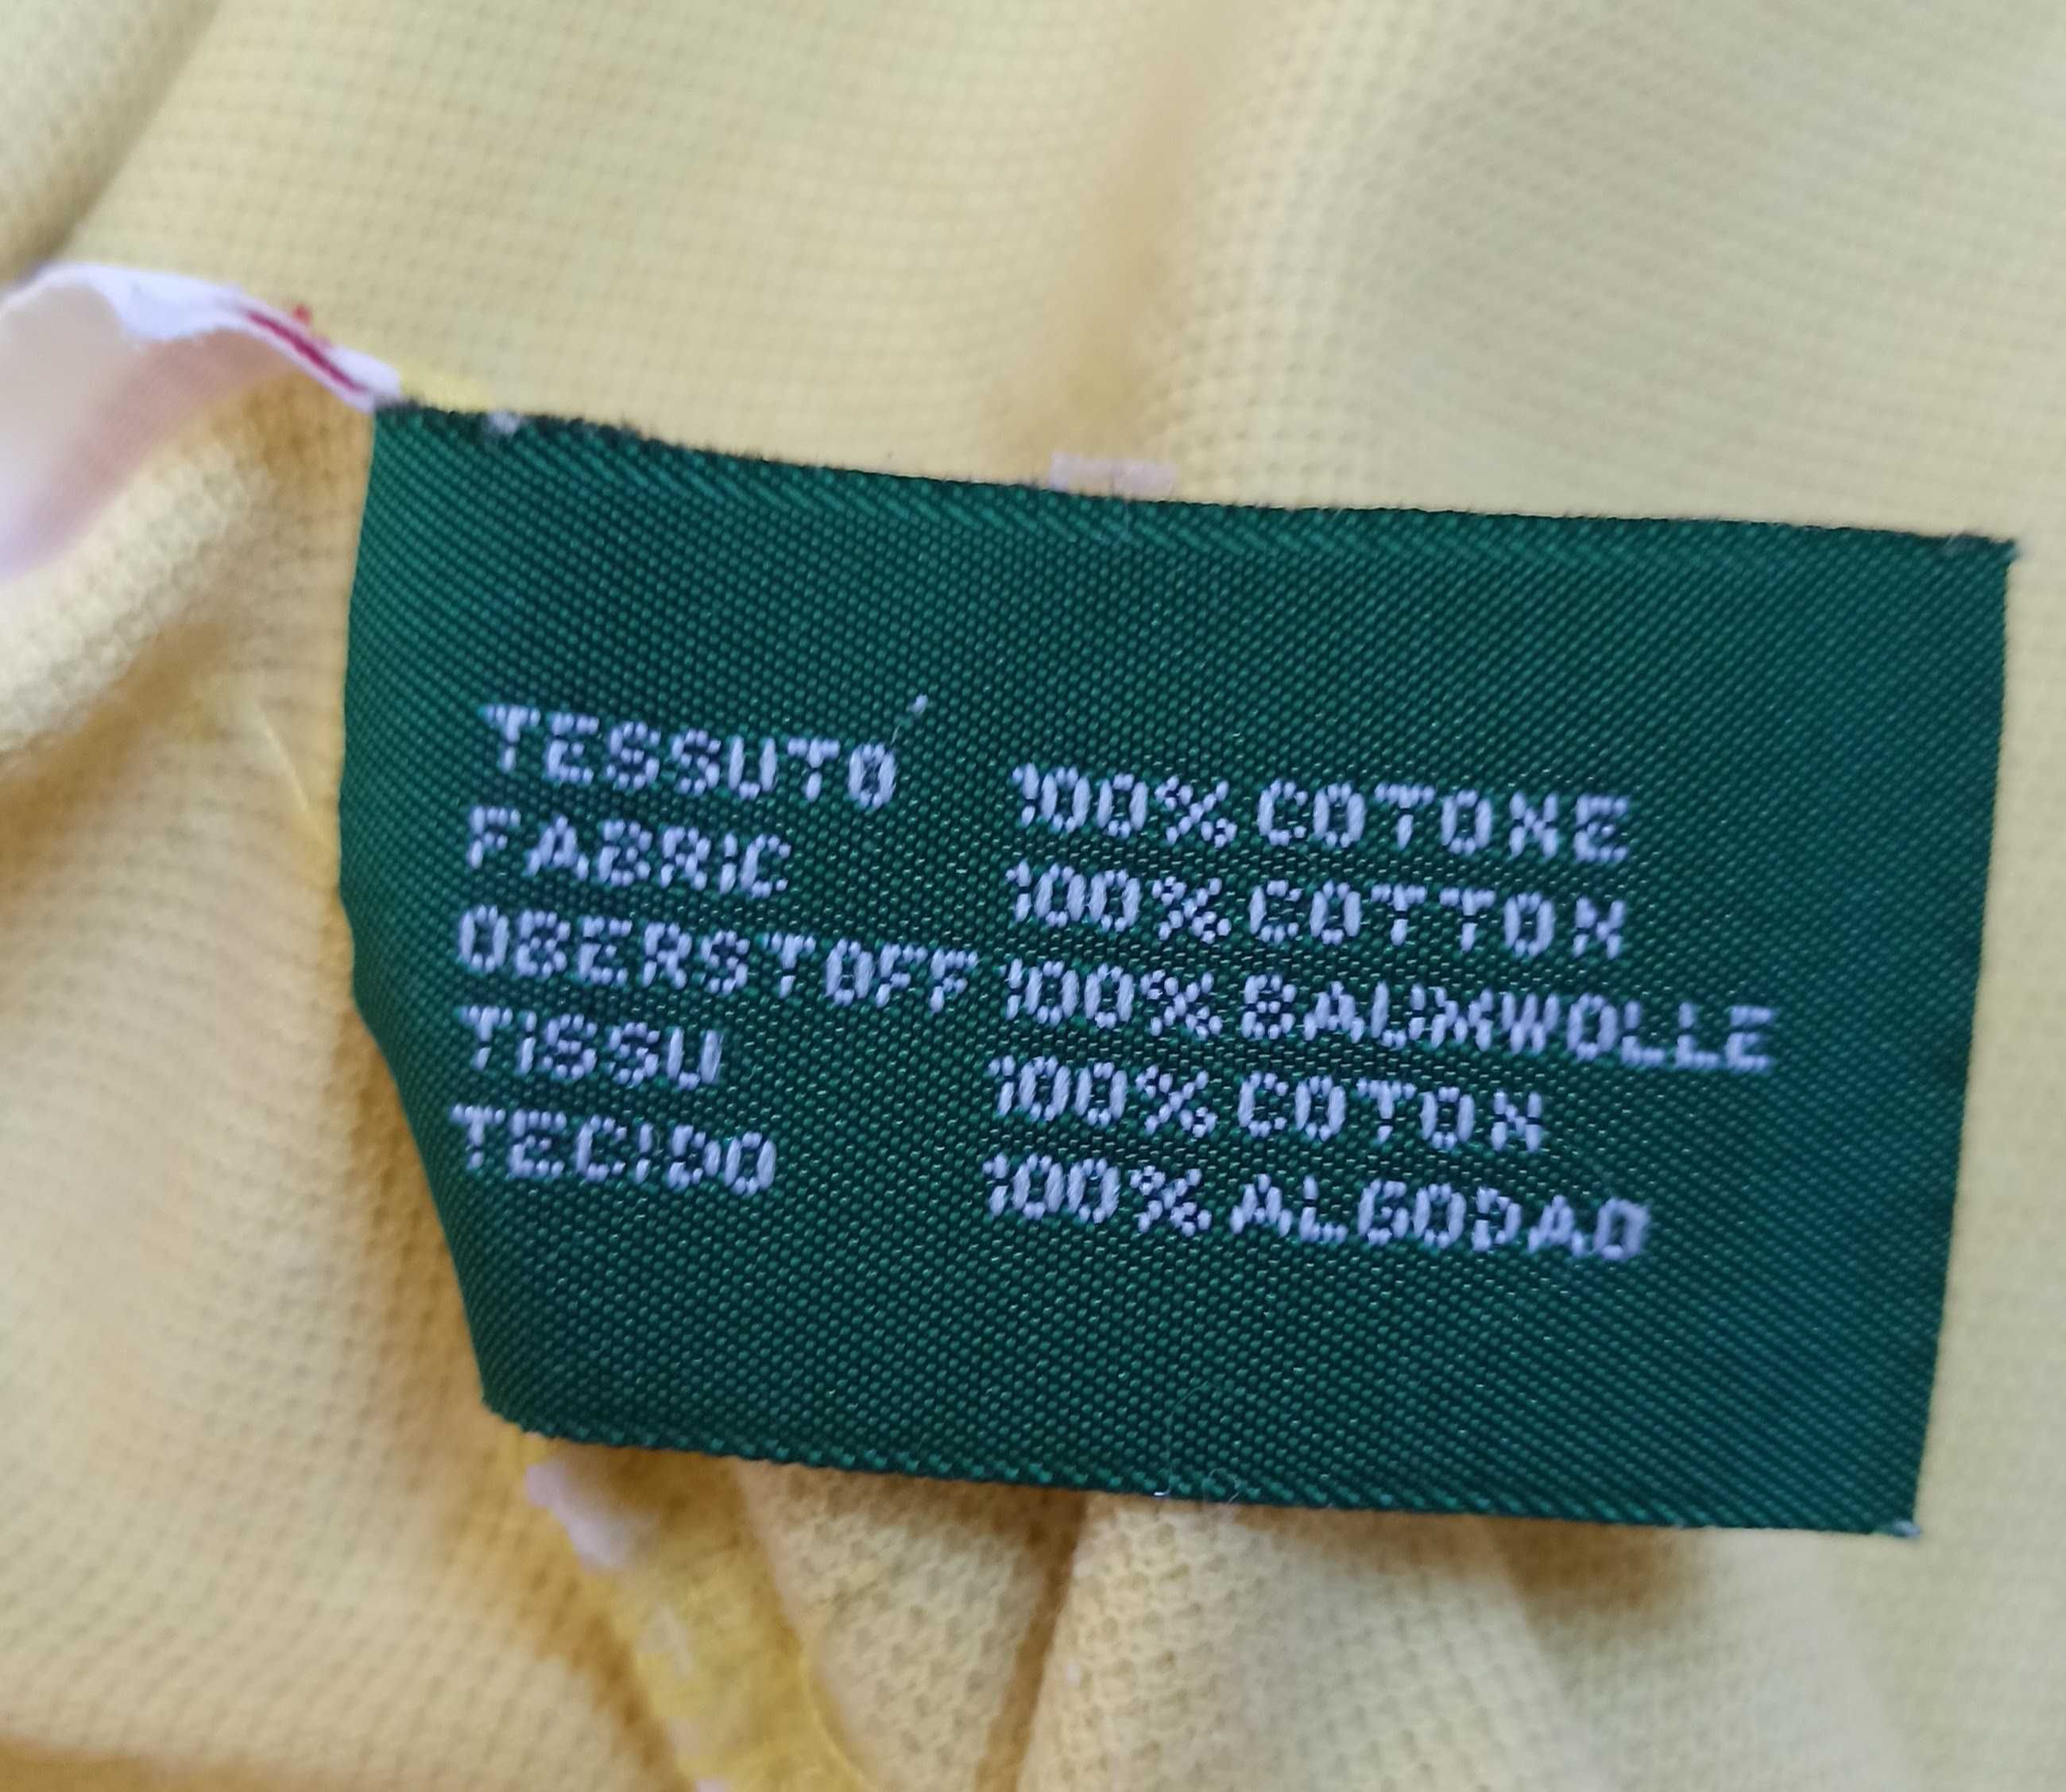 TESSUTO 100% COTONE
FABRIC 100% COTTON
OBERSTOFF 100% BAUMWOLLE
TISSU 100% COTON
TECIDO 100% ALGODAO